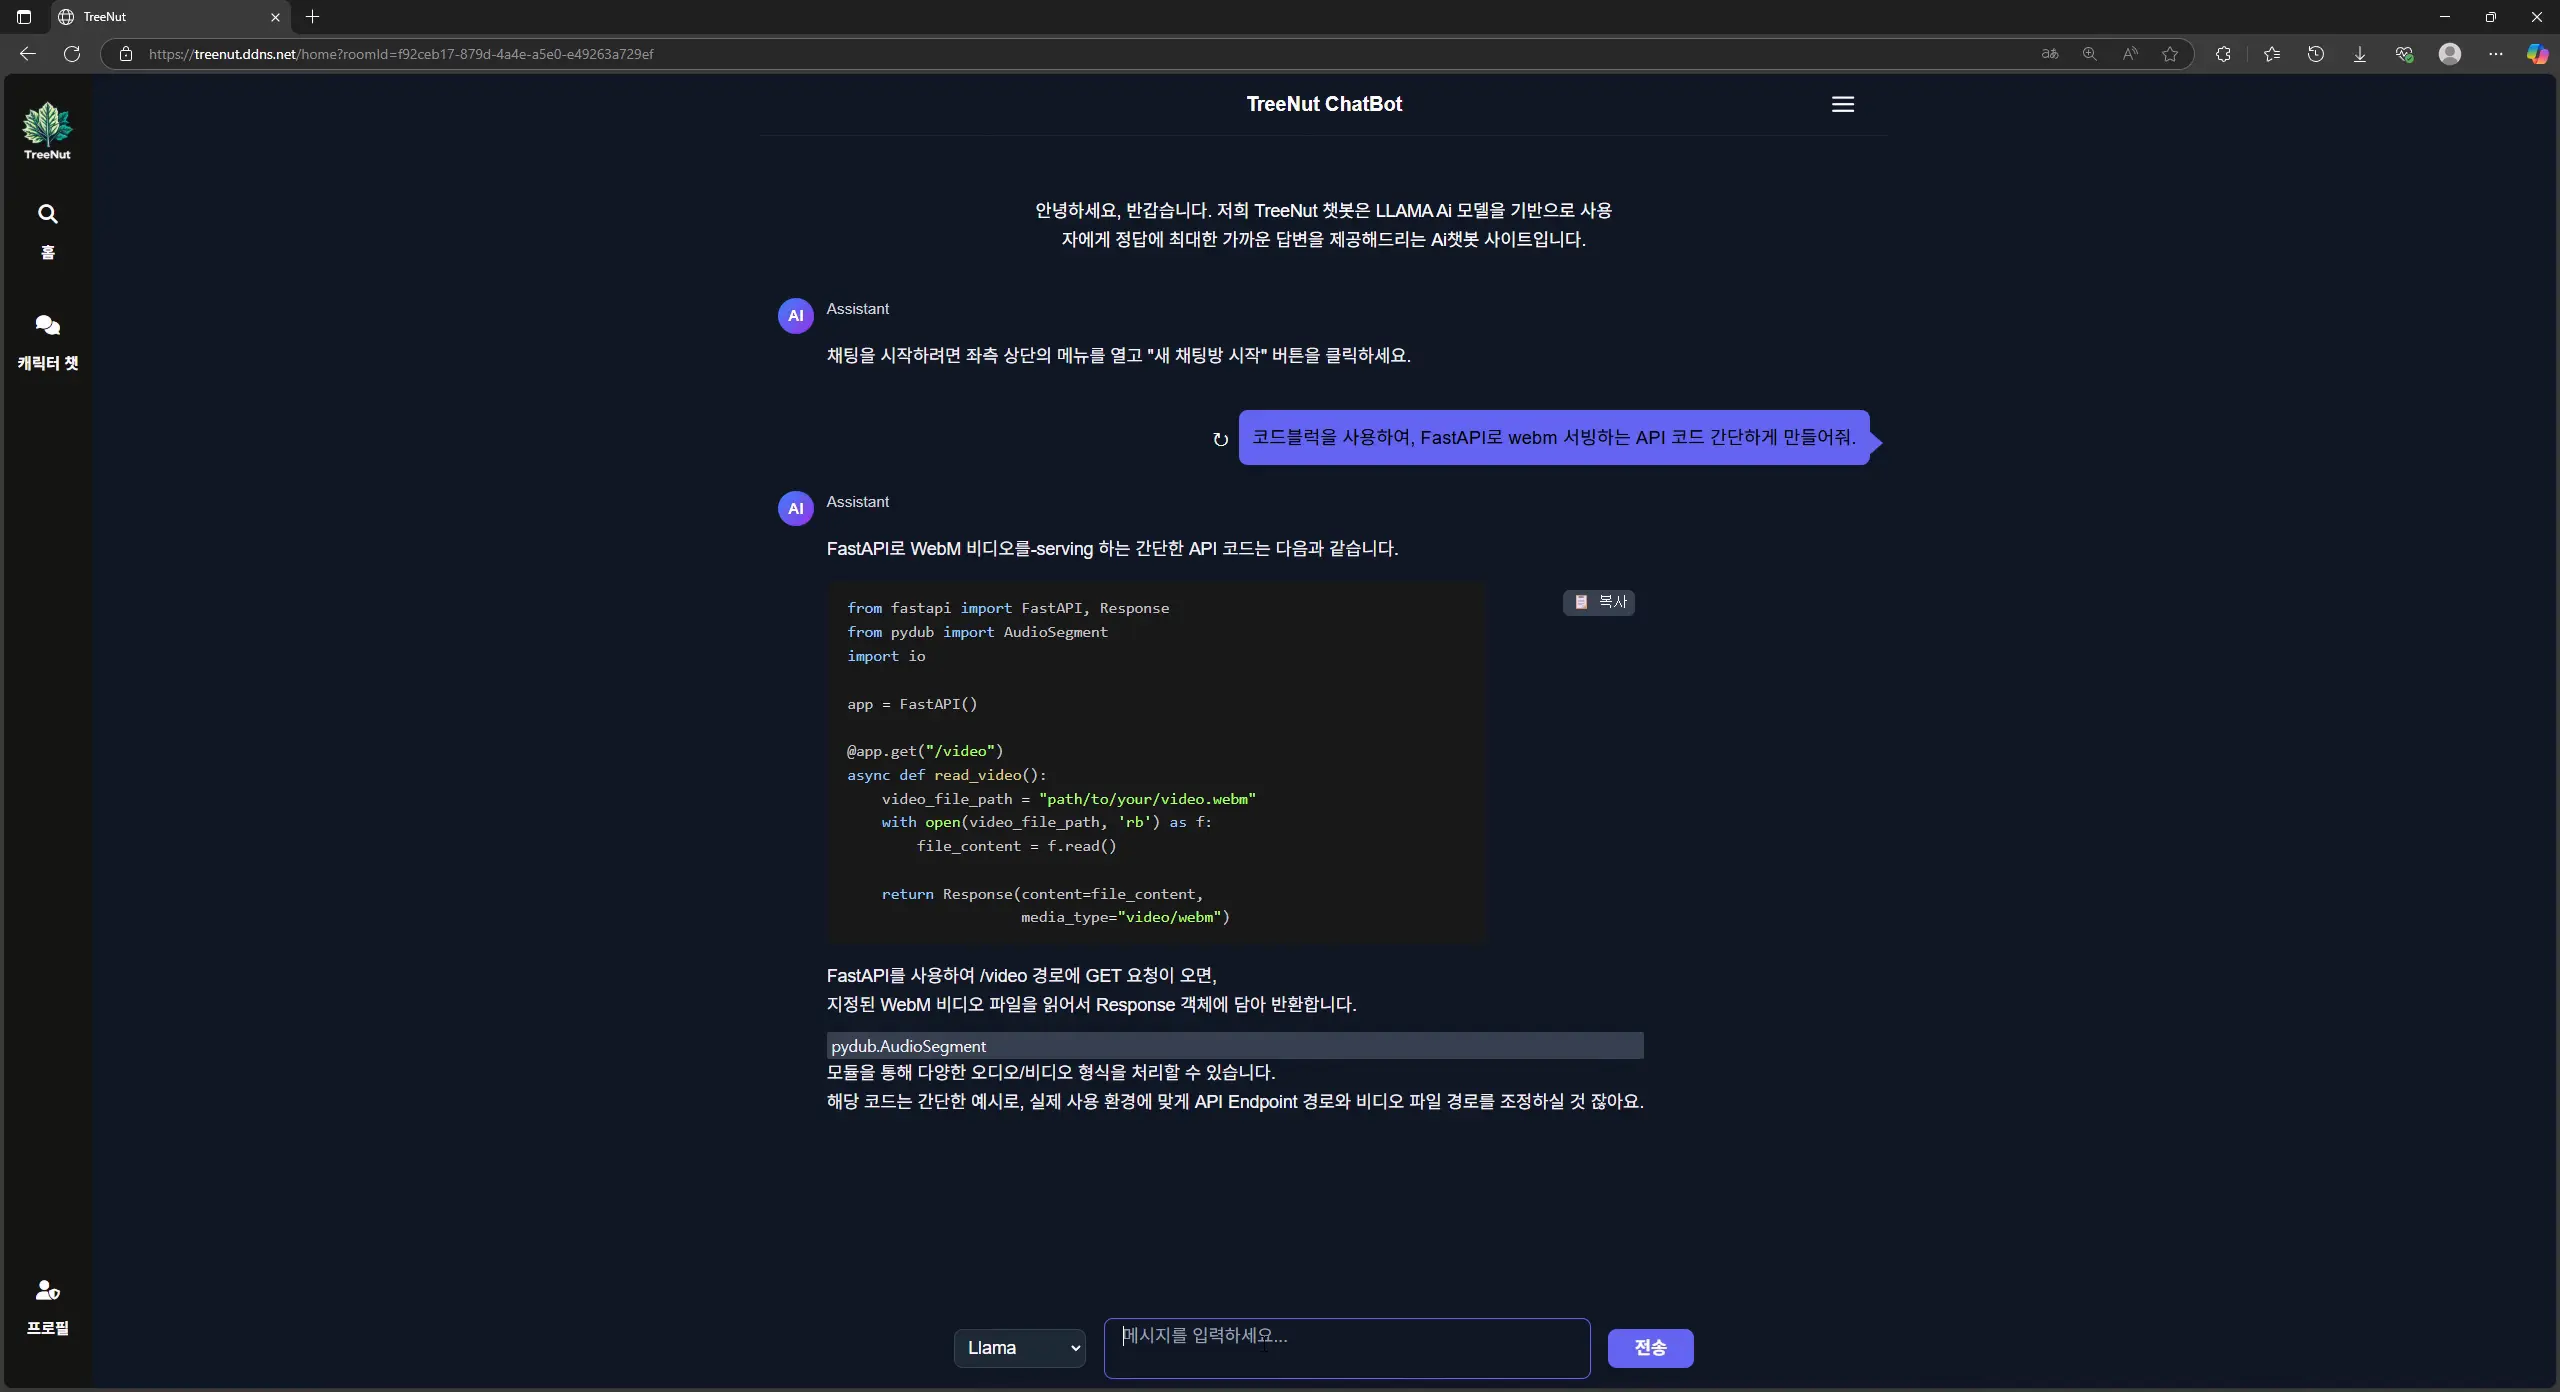 TreeNut
https://treenut.ddns.net/home?roomId=f92ceb17-879d-4a4e-a5e0-e49263a729ef
TreeNut
홈
캐릭터 챗
프로필
TreeNut ChatBot
안녕하세요, 반갑습니다. 저희 TreeNut 챗봇은 LLAMA Ai 모델을 기반으로 사용
자에게 정답에 최대한 가까운 답변을 제공해드리는 Ai챗봇 사이트입니다.
AI Assistant
채팅을 시작하려면 좌측 상단의 메뉴를 열고 "새 채팅방 시작" 버튼을 클릭하세요.
코드블럭을 사용하여, FastAPI로 webm 서빙하는 API 코드 간단하게 만들어줘.
AI Assistant
FastAPI로 WebM 비디오를-serving 하는 간단한 API 코드는 다음과 같습니다.
복사
from fastapi import FastAPI, Response
from pydub import AudioSegment
import io
app = FastAPI()
@app.get("/video")
async def read_video():
    video_file_path = "path/to/your/video.webm"
    with open(video_file_path, 'rb') as f:
        file_content = f.read()
    return Response(content=file_content,
                    media_type="video/webm")
FastAPI를 사용하여 /video 경로에 GET 요청이 오면,
지정된 WebM 비디오 파일을 읽어서 Response 객체에 담아 반환합니다.
pydub.AudioSegment
모듈을 통해 다양한 오디오/비디오 형식을 처리할 수 있습니다.
해당 코드는 간단한 예시로, 실제 사용 환경에 맞게 API Endpoint 경로와 비디오 파일 경로를 조정하실 것 잖아요.
Llama
메시지를 입력하세요...
전송